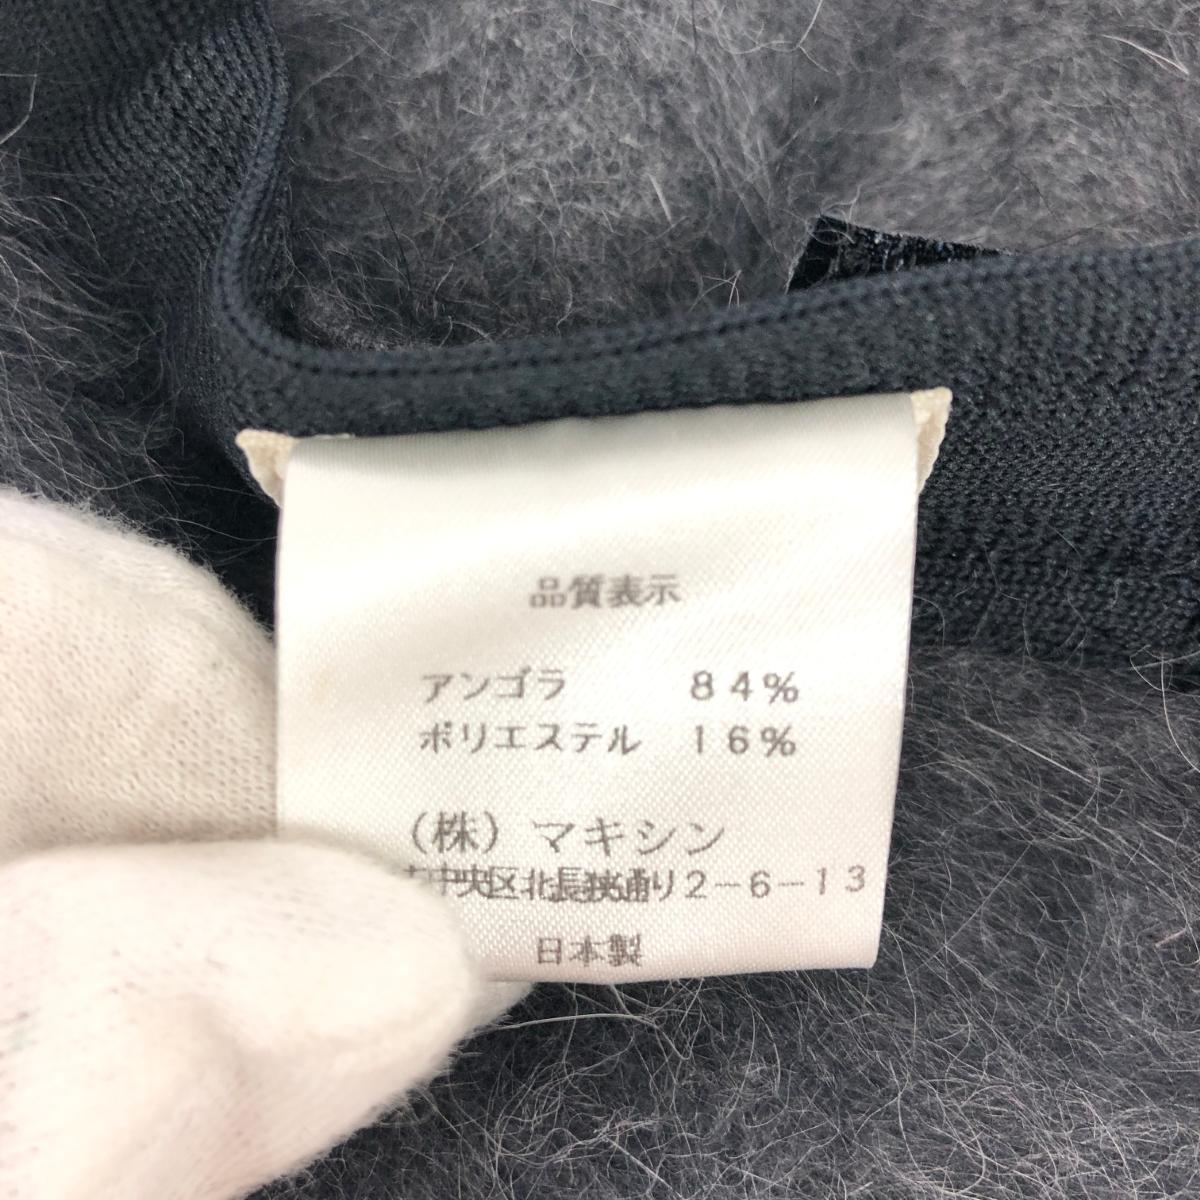 品質表示
アンゴラ 84%
ポリエステル 16%
(株) マキシン
中央区北長狭通り2-6-13
日本製